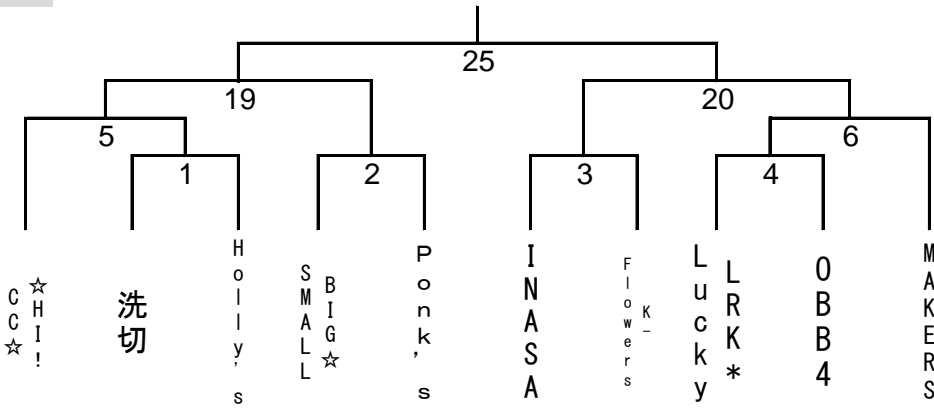 25
19
20
5
6
1
2
3
4
☆HI!
CC☆
洗切
Holly's
BIG☆
SMALL
Ponk's
INASA
K_
Flowers
LRK*
Lucky
OBB4
MAKERS